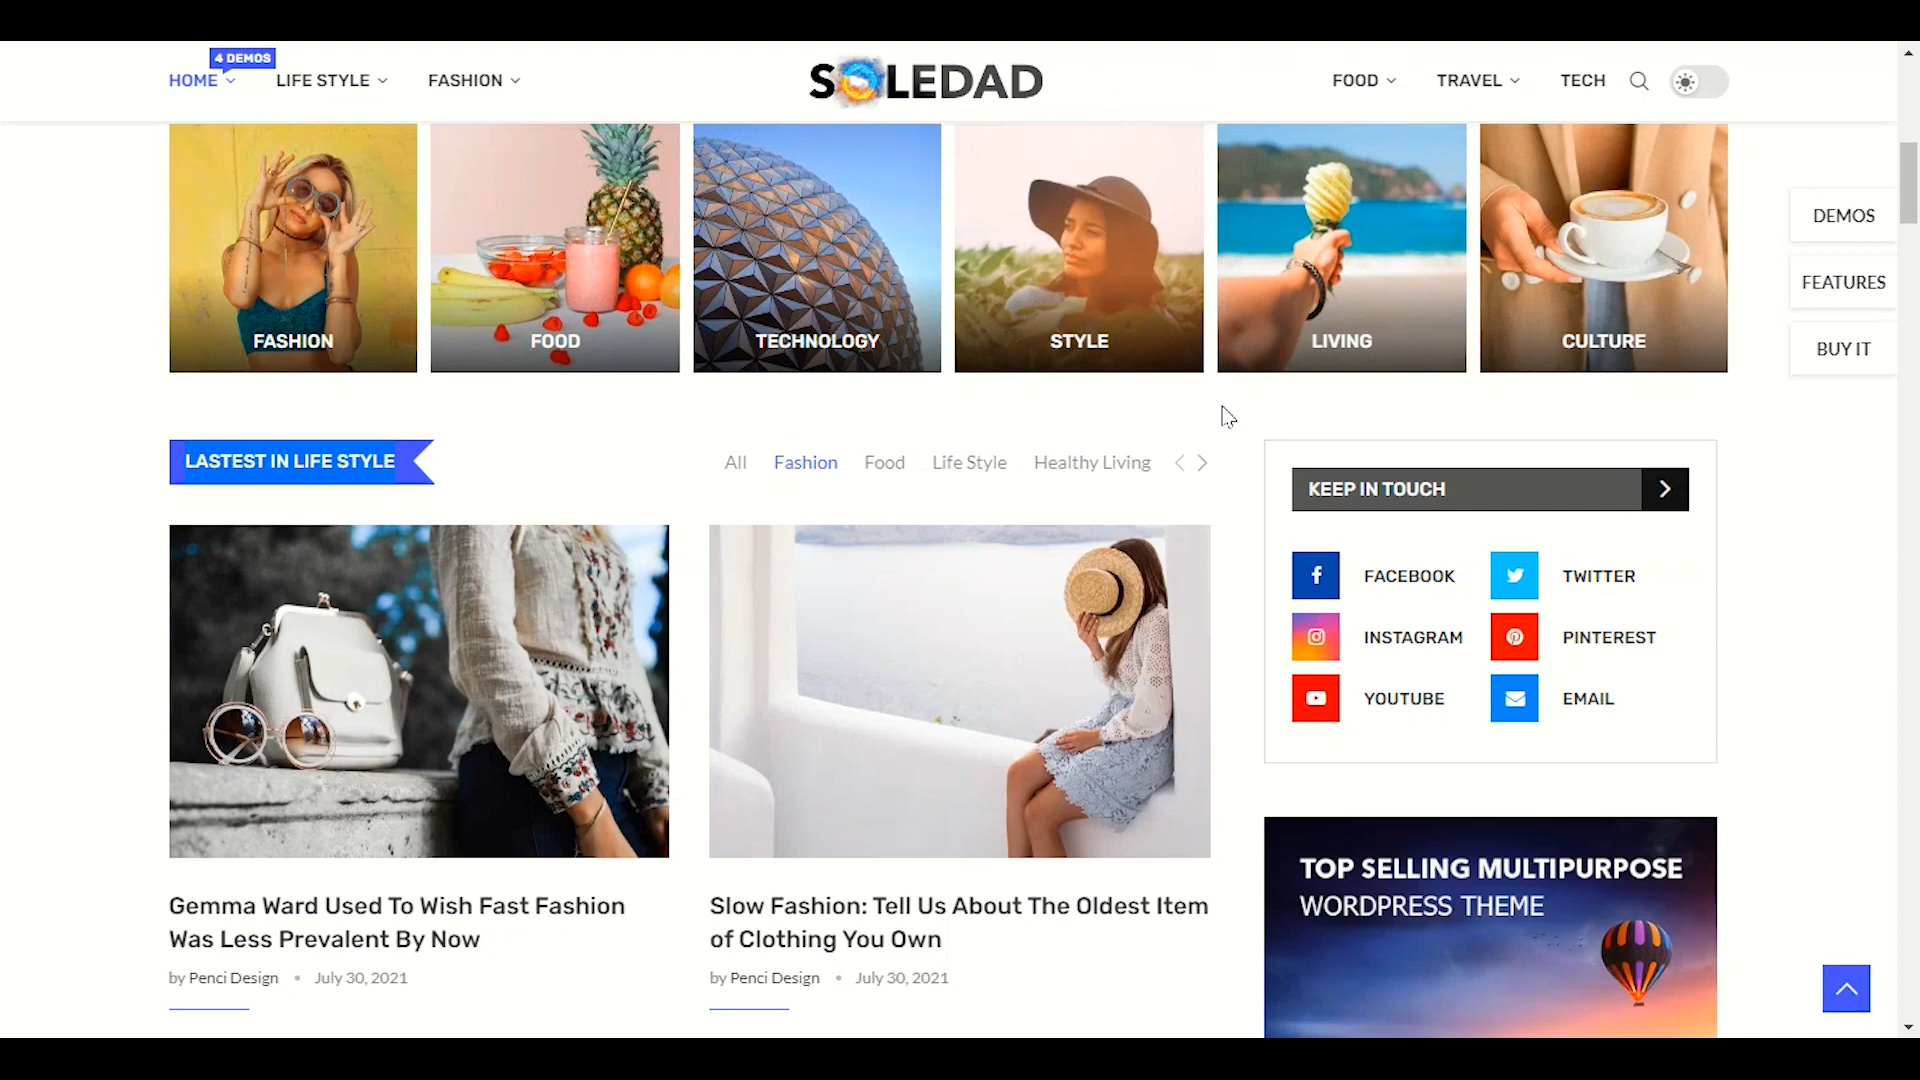 4 DEMOS
HOME LIFE STYLE FASHION SOLEDAD FOOD TRAVEL TECH
FASHION FOOD TECHNOLOGY STYLE LIVING CULTURE
DEMOS
FEATURES
BUY IT
LASTEST IN LIFE STYLE All Fashion Food Life Style Healthy Living
Gemma Ward Used To Wish Fast Fashion
Was Less Prevalent By Now
by Penci Design • July 30, 2021
Slow Fashion: Tell Us About The Oldest Item
of Clothing You Own
by Penci Design • July 30, 2021
KEEP IN TOUCH
FACEBOOK TWITTER
INSTAGRAM PINTEREST
YOUTUBE EMAIL
TOP SELLING MULTIPURPOSE
WORDPRESS THEME